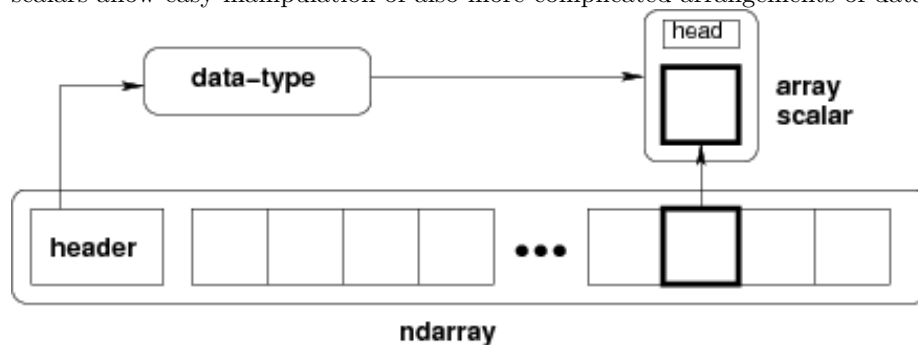 scalars allow easy manipulation of also more complicated arrangements of data
head
data-type
array
scalar
header
•••
ndarray